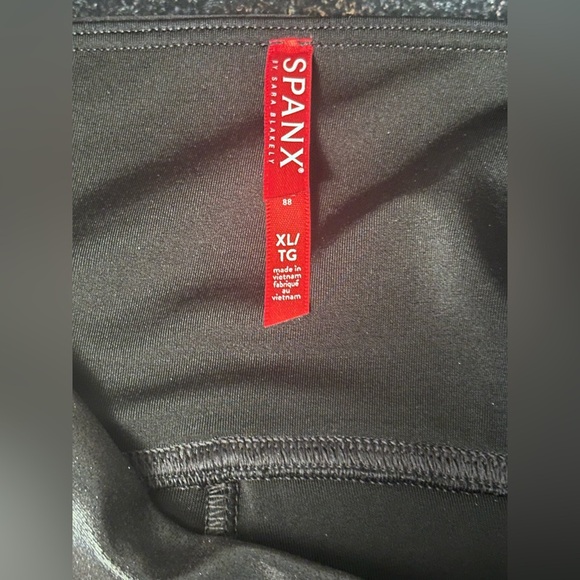 SPANX®
BY SARA BLAKELY
88
XL/
TG
made in
vietnam
fabriqué
au
vietnam